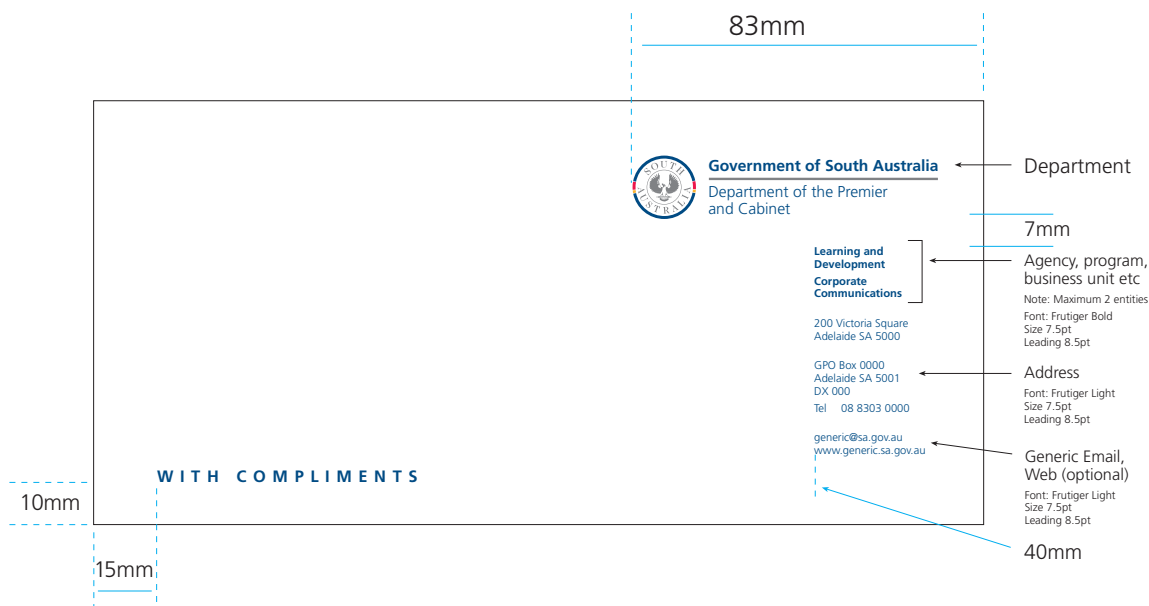 83mm
SOUTH
AUSTRALIA
Government of South Australia
Department of the Premier
and Cabinet
Department
7mm
Learning and
Development
Corporate
Communications
Agency, program,
business unit etc
Note: Maximum 2 entities
Font: Frutiger Bold
Size 7.5pt
Leading 8.5pt
200 Victoria Square
Adelaide SA 5000
GPO Box 0000
Adelaide SA 5001
DX 000
Tel 08 8303 0000
Address
Font: Frutiger Light
Size 7.5pt
Leading 8.5pt
generic@sa.gov.au
www.generic.sa.gov.au
Generic Email,
Web (optional)
Font: Frutiger Light
Size 7.5pt
Leading 8.5pt
WITH COMPLIMENTS
10mm
40mm
15mm